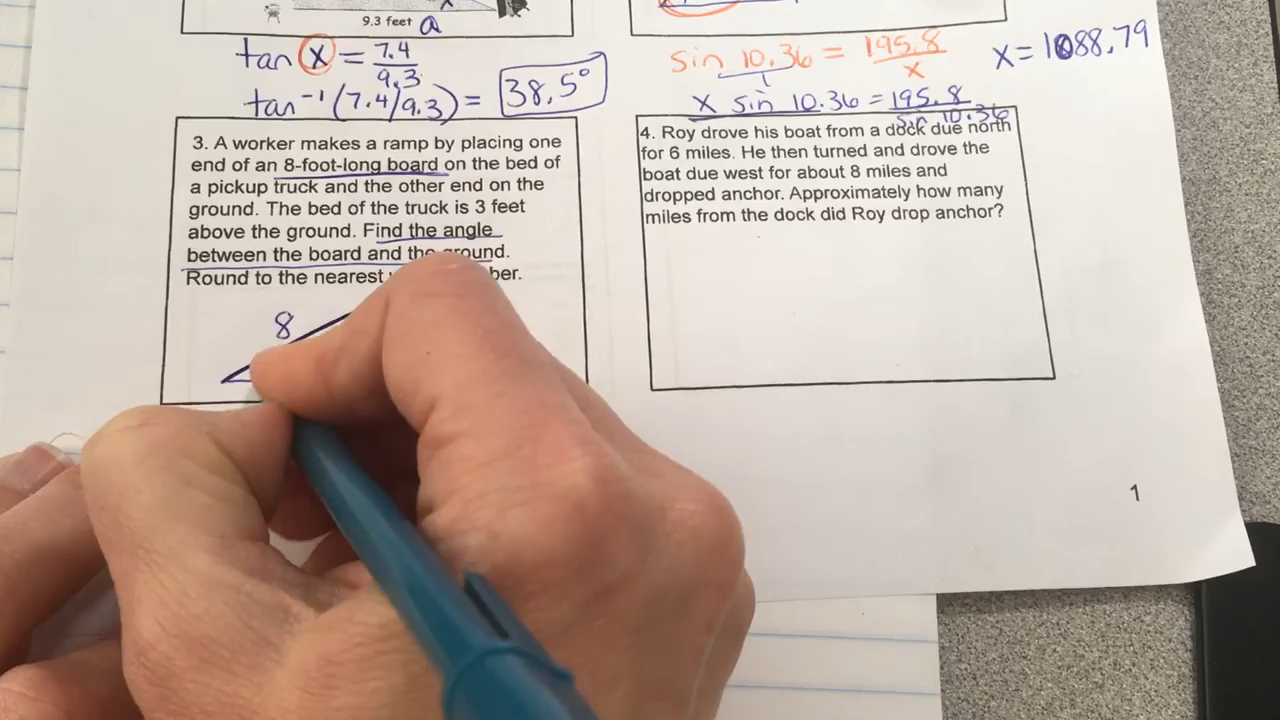 9.3 feet a
tan x = 7.4 / 9.3
tan⁻¹(7.4/9.3) = 38.5°
sin 10.36 = 195.8 / x
x = 1088.79
x sin 10.36 = 195.8
sin 10.36
3. A worker makes a ramp by placing one
end of an 8-foot-long board on the bed of
a pickup truck and the other end on the
ground. The bed of the truck is 3 feet
above the ground. Find the angle
between the board and the ground.
Round to the nearest
8
4. Roy drove his boat from a dock due north
for 6 miles. He then turned and drove the
boat due west for about 8 miles and
dropped anchor. Approximately how many
miles from the dock did Roy drop anchor?
1